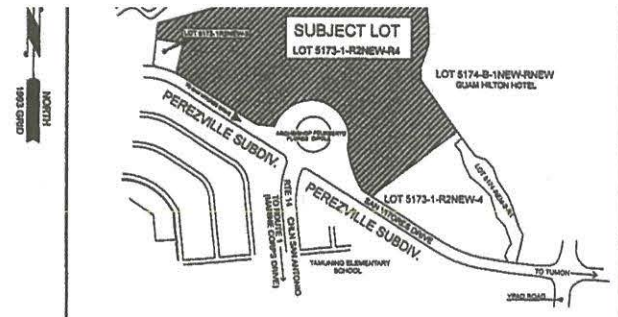 SUBJECT LOT
LOT 5173-1-R2NEW-R4
LOT 5174-B-1NEW-RNEW
GUAM HILTON HOTEL
NORTH
1993 GRID
PEREZVILLE SUBDIV.
LOT 5173-1-R2NEW-4
SAN VITORES DRIVE
PEREZVILLE SUBDIV.
RTE 14
CHLN SAN ANTONIO
TO ROUTE 1
(MARINE CORPS DRIVE)
TAMUNING ELEMENTARY
SCHOOL
TO TUMON
YPAO ROAD